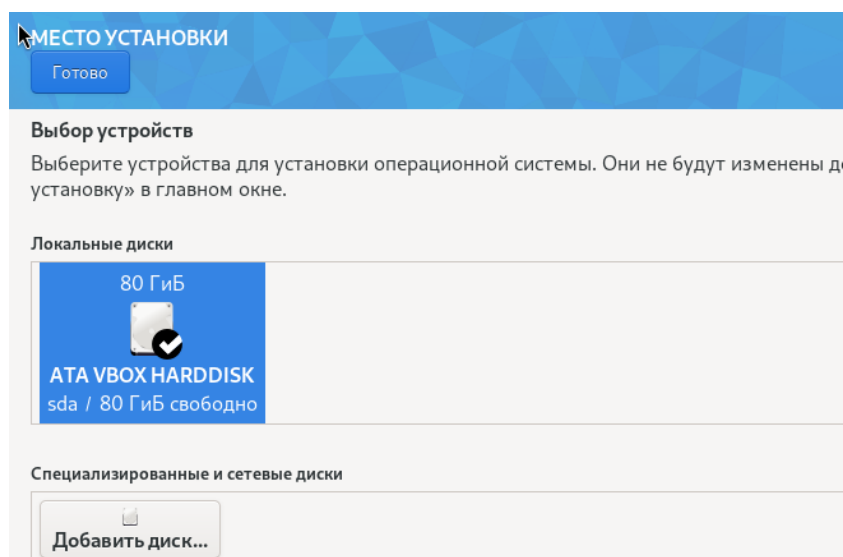 МЕСТО УСТАНОВКИ
Готово
Выбор устройств
Выберите устройства для установки операционной системы. Они не будут изменены
установку» в главном окне.
Локальные диски
80 ГиБ
ATA VBOX HARDDISK
sda / 80 ГиБ свободно
Специализированные и сетевые диски
Добавить диск...